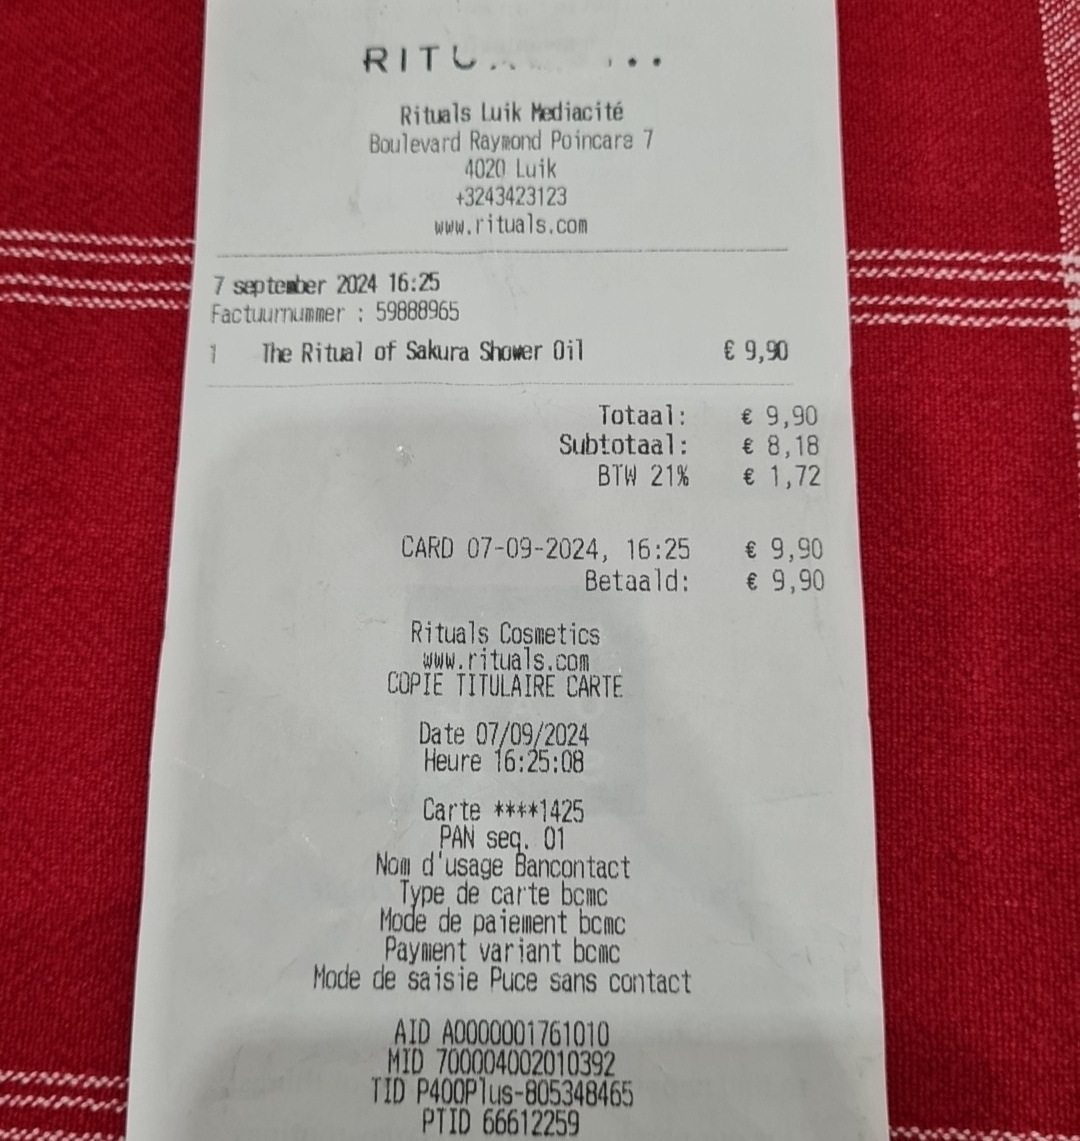 Rituals Luik Mediacité
Boulevard Raymond Poincare 7
4020 Luik
+3243423123
www.rituals.com
7 september 2024 16:25
Factuurnummer : 59888965
1 The Ritual of Sakura Shower Oil € 9,90
Totaal: € 9,90
Subtotaal: € 8,18
BTW 21% € 1,72
CARD 07-09-2024, 16:25 € 9,90
Betaald: € 9,90
Rituals Cosmetics
www.rituals.com
COPIE TITULAIRE CARTE
Date 07/09/2024
Heure 16:25:08
Carte ****1425
PAN seq. 01
Nom d'usage Bancontact
Type de carte bcmc
Mode de paiement bcmc
Payment variant bcmc
Mode de saisie Puce sans contact
AID A0000001761010
MID 700004002010392
TID P400Plus-805348465
PTID 66612259